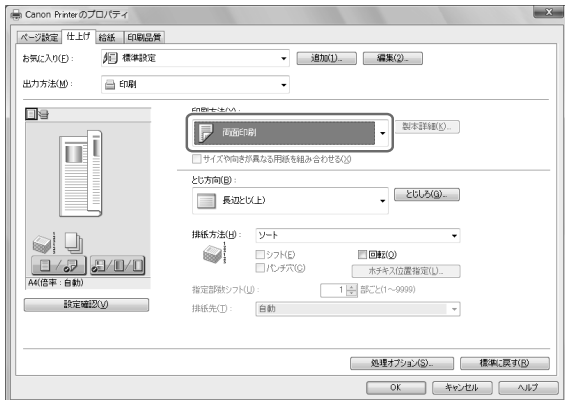 Canon Printerのプロパティ
ページ設定 仕上げ 給紙 印刷品質
お気に入り(F): 標準設定 追加(1)... 編集(2)...
出力方法(M): 印刷
印刷方法(Y):
両面印刷 製本詳細(K)...
サイズや向きが異なる用紙を組み合わせる(X)
とじ方向(B):
長辺とじ(上) とじしろ(G)...
排紙方法(H): ソート
シフト(E) 回転(O)
パンチ穴(O) ホチキス位置指定(L)...
A4(倍率:自動)
設定確認(V)
指定部数シフト(U): 1 部ごと(1~9999)
排紙先(T): 自動
処理オプション(S)... 標準に戻す(R)
OK キャンセル ヘルプ